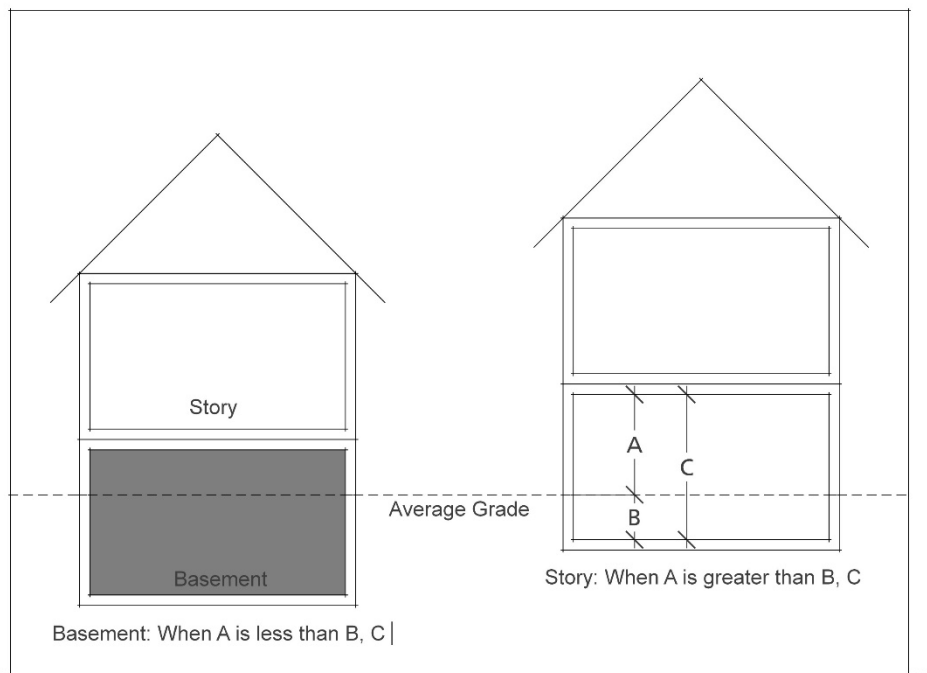 Story
A
C
Average Grade
B
Basement
Story: When A is greater than B, C
Basement: When A is less than B, C